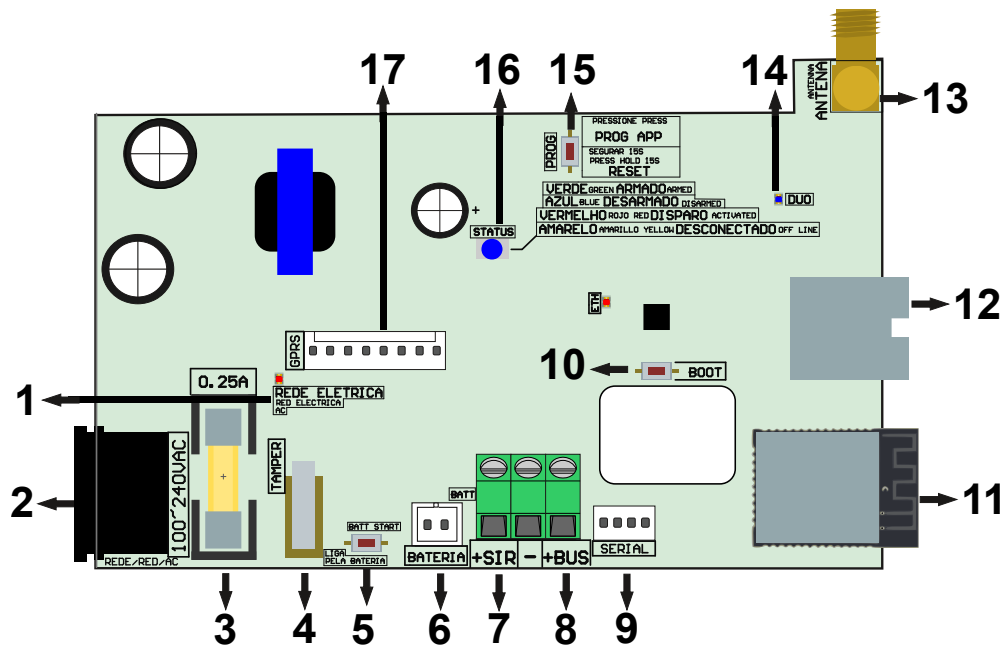 17
16
15
14
13
ANTENNA
ANTENA
PROG
PRESSIONE PRESS
PROG APP
SEGURAR 15S
PRESS HOLD 15S
RESET
VERDE GREEN ARMADO ARMED
AZUL BLUE DESARMADO DISARMED
VERMELHO ROJO RED DISPARO ACTIVATED
AMARELO AMARILLO YELLOW DESCONECTADO OFF LINE
DUO
+
STATUS
ETH
12
GPRS
10
BOOT
0.25A
1
REDE ELETRICA
RED ELECTRICA
AC
2
100~240VAC
REDE/RED/AC
TAMPER
LIGA
PELA BATERIA
BATT START
BATT
BATERIA
+SIR
-
+BUS
SERIAL
11
3
4
5
6
7
8
9